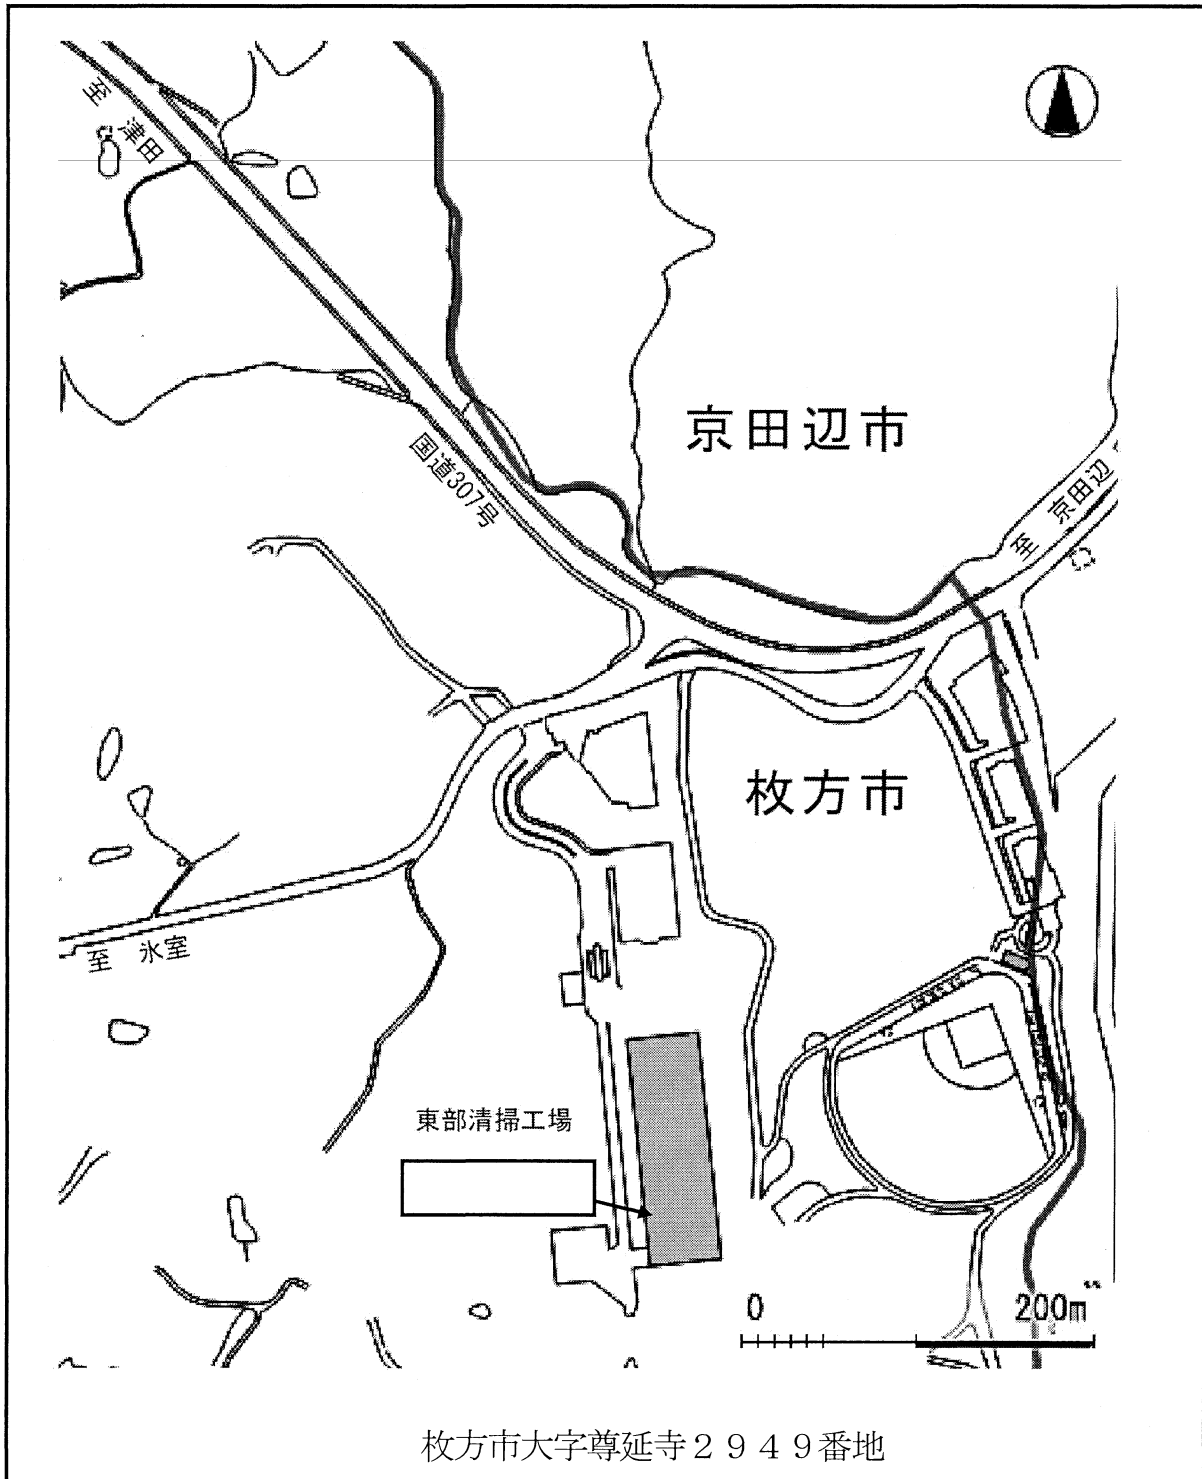 至 津田
京田辺市
国道307号
至 京田辺
枚方市
至 氷室
東部清掃工場
0 200m
枚方市大字尊延寺2949番地